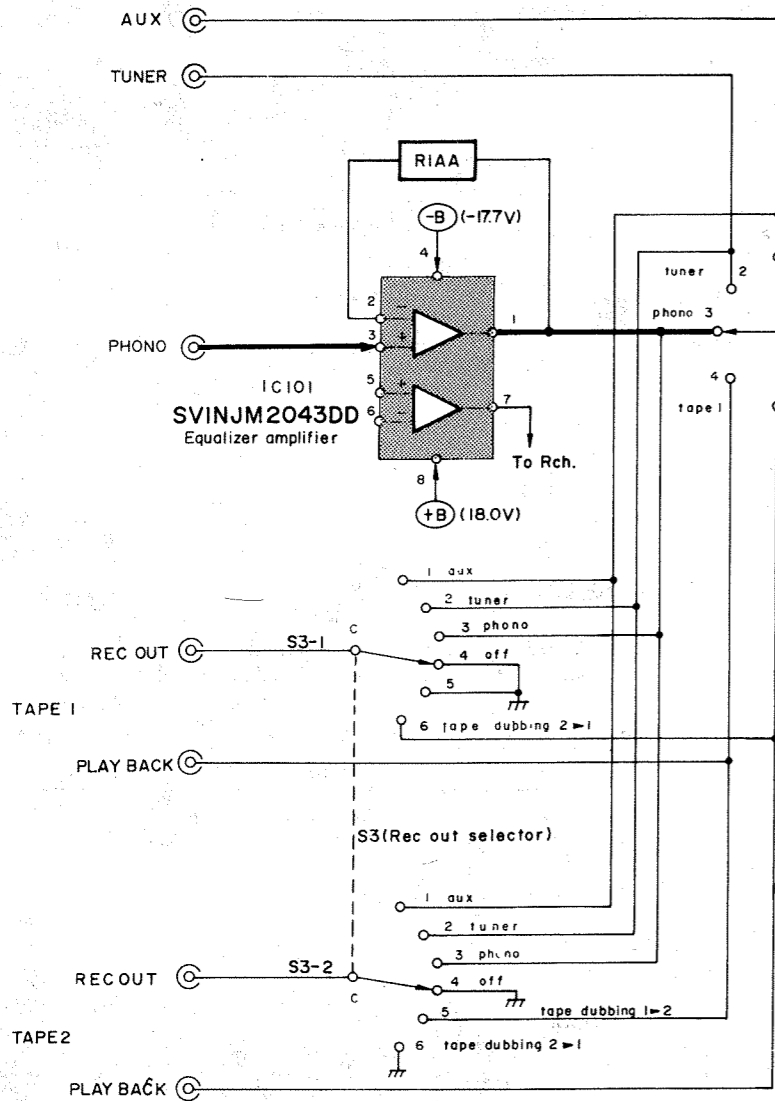 AUX
TUNER
RIAA
-B (-17.7V)
4
tuner 2
2 -
phono 3
PHONO
3 +
1
IC101
5 +
4
SVINJM2043DD
6 -
7
tape 1
Equalizer amplifier
To Rch.
8
+B (18.0V)
1 aux
2 tuner
C
3 phono
REC OUT
S3-1
4 off
5
TAPE 1
6 tape dubbing 2►1
PLAY BACK
S3(Rec out selector)
1 aux
2 tuner
3 phono
REC OUT
S3-2
4 off
C
5 tape dubbing 1►2
TAPE2
6 tape dubbing 2►1
PLAY BACK